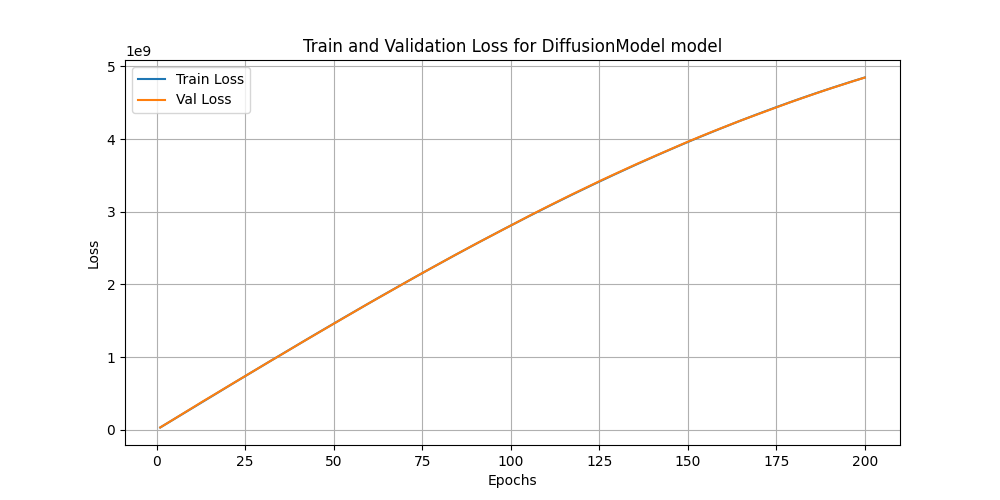 Train and Validation Loss for DiffusionModel model
1e9
Train Loss
Val Loss
5
4
3
2
1
0
Loss
0 25 50 75 100 125 150 175 200
Epochs